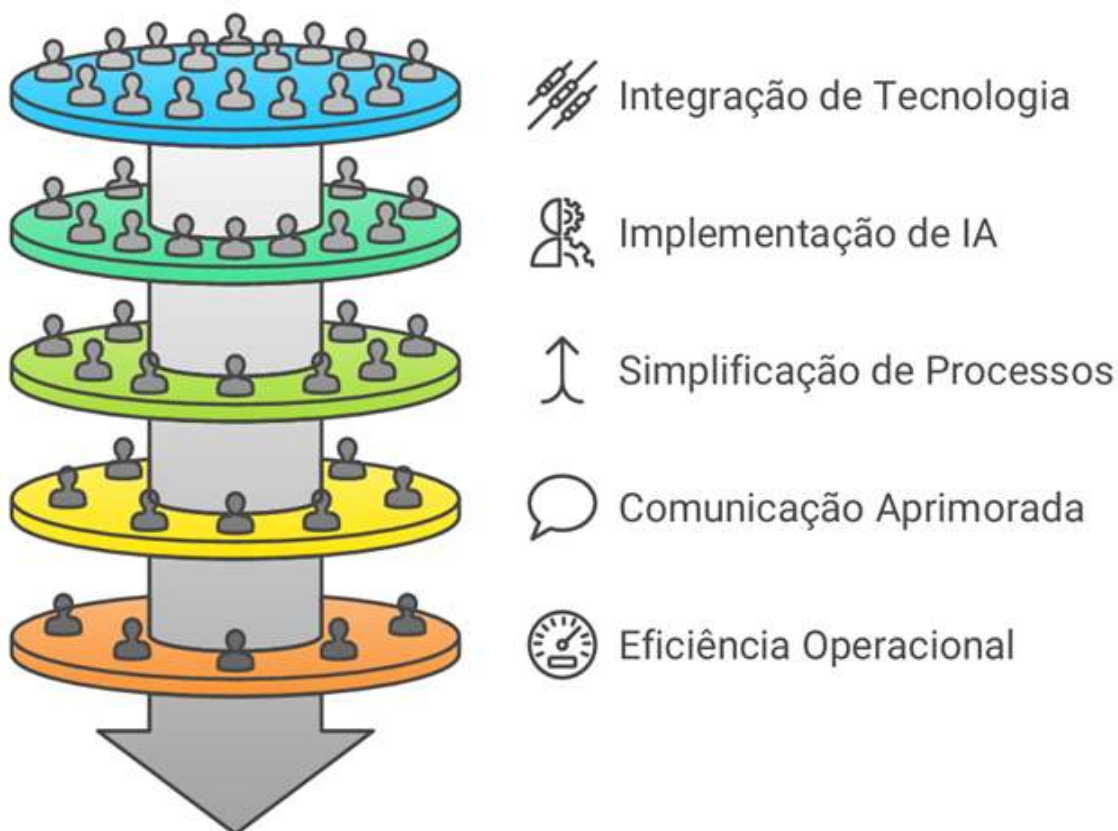 Integração de Tecnologia
Implementação de IA
Simplificação de Processos
Comunicação Aprimorada
Eficiência Operacional